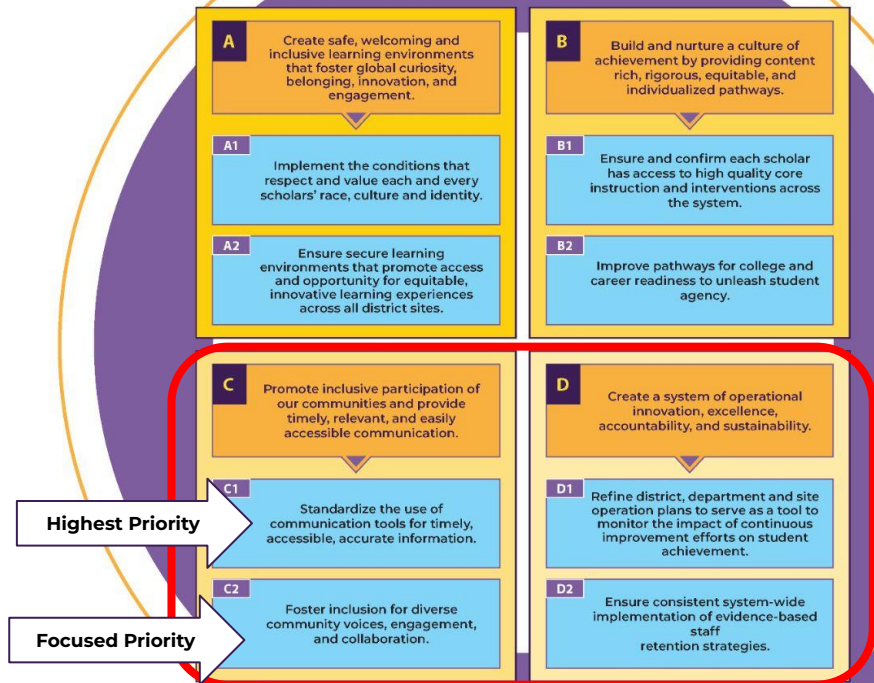 A
Create safe, welcoming and
inclusive learning environments
that foster global curiosity,
belonging, innovation, and
engagement.
A1
Implement the conditions that
respect and value each and every
scholars' race, culture and identity.
A2
Ensure secure learning
environments that promote access
and opportunity for equitable,
innovative learning experiences
across all district sites.
B
Build and nurture a culture of
achievement by providing content
rich, rigorous, equitable, and
individualized pathways.
B1
Ensure and confirm each scholar
has access to high quality core
instruction and interventions across
the system.
B2
Improve pathways for college and
career readiness to unleash student
agency.
C
Promote inclusive participation of
our communities and provide
timely, relevant, and easily
accessible communication.
Highest Priority
C1
Standardize the use of
communication tools for timely,
accessible, accurate information.
Focused Priority
C2
Foster inclusion for diverse
community voices, engagement,
and collaboration.
D
Create a system of operational
innovation, excellence,
accountability, and sustainability.
D1
Refine district, department and site
operation plans to serve as a tool to
monitor the impact of continuous
improvement efforts on student
achievement.
D2
Ensure consistent system-wide
implementation of evidence-based
staff
retention strategies.